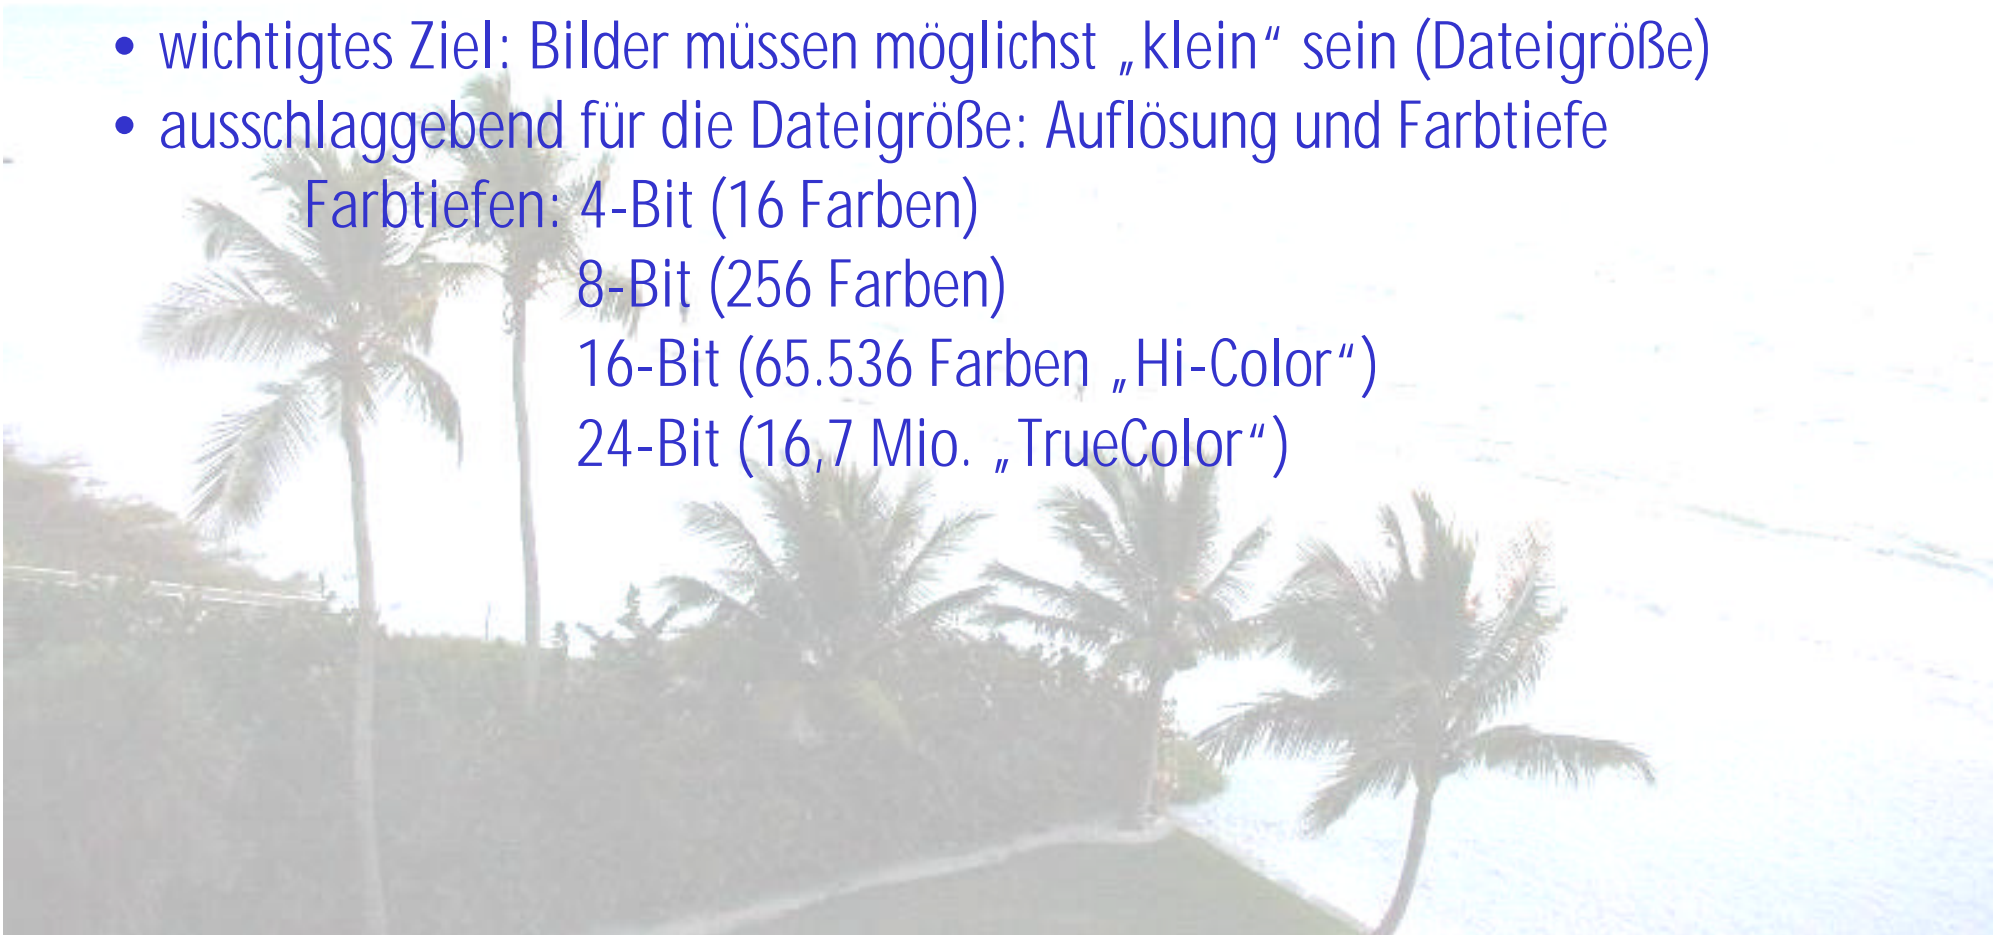 • wichtigtes Ziel: Bilder müssen möglichst „klein“ sein (Dateigröße)
• ausschlaggebend für die Dateigröße: Auflösung und Farbtiefe
Farbtiefen: 4-Bit (16 Farben)
8-Bit (256 Farben)
16-Bit (65.536 Farben „Hi-Color“)
24-Bit (16,7 Mio. „TrueColor“)